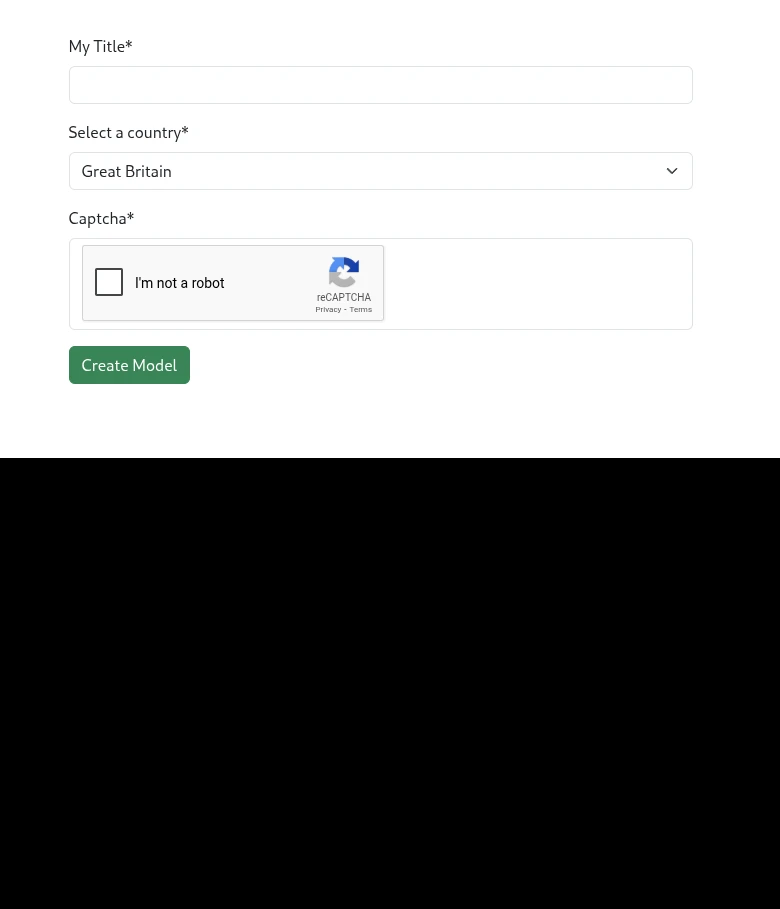 My Title*
Select a country*
Great Britain
Captcha*
I'm not a robot
reCAPTCHA
Privacy - Terms
Create Model